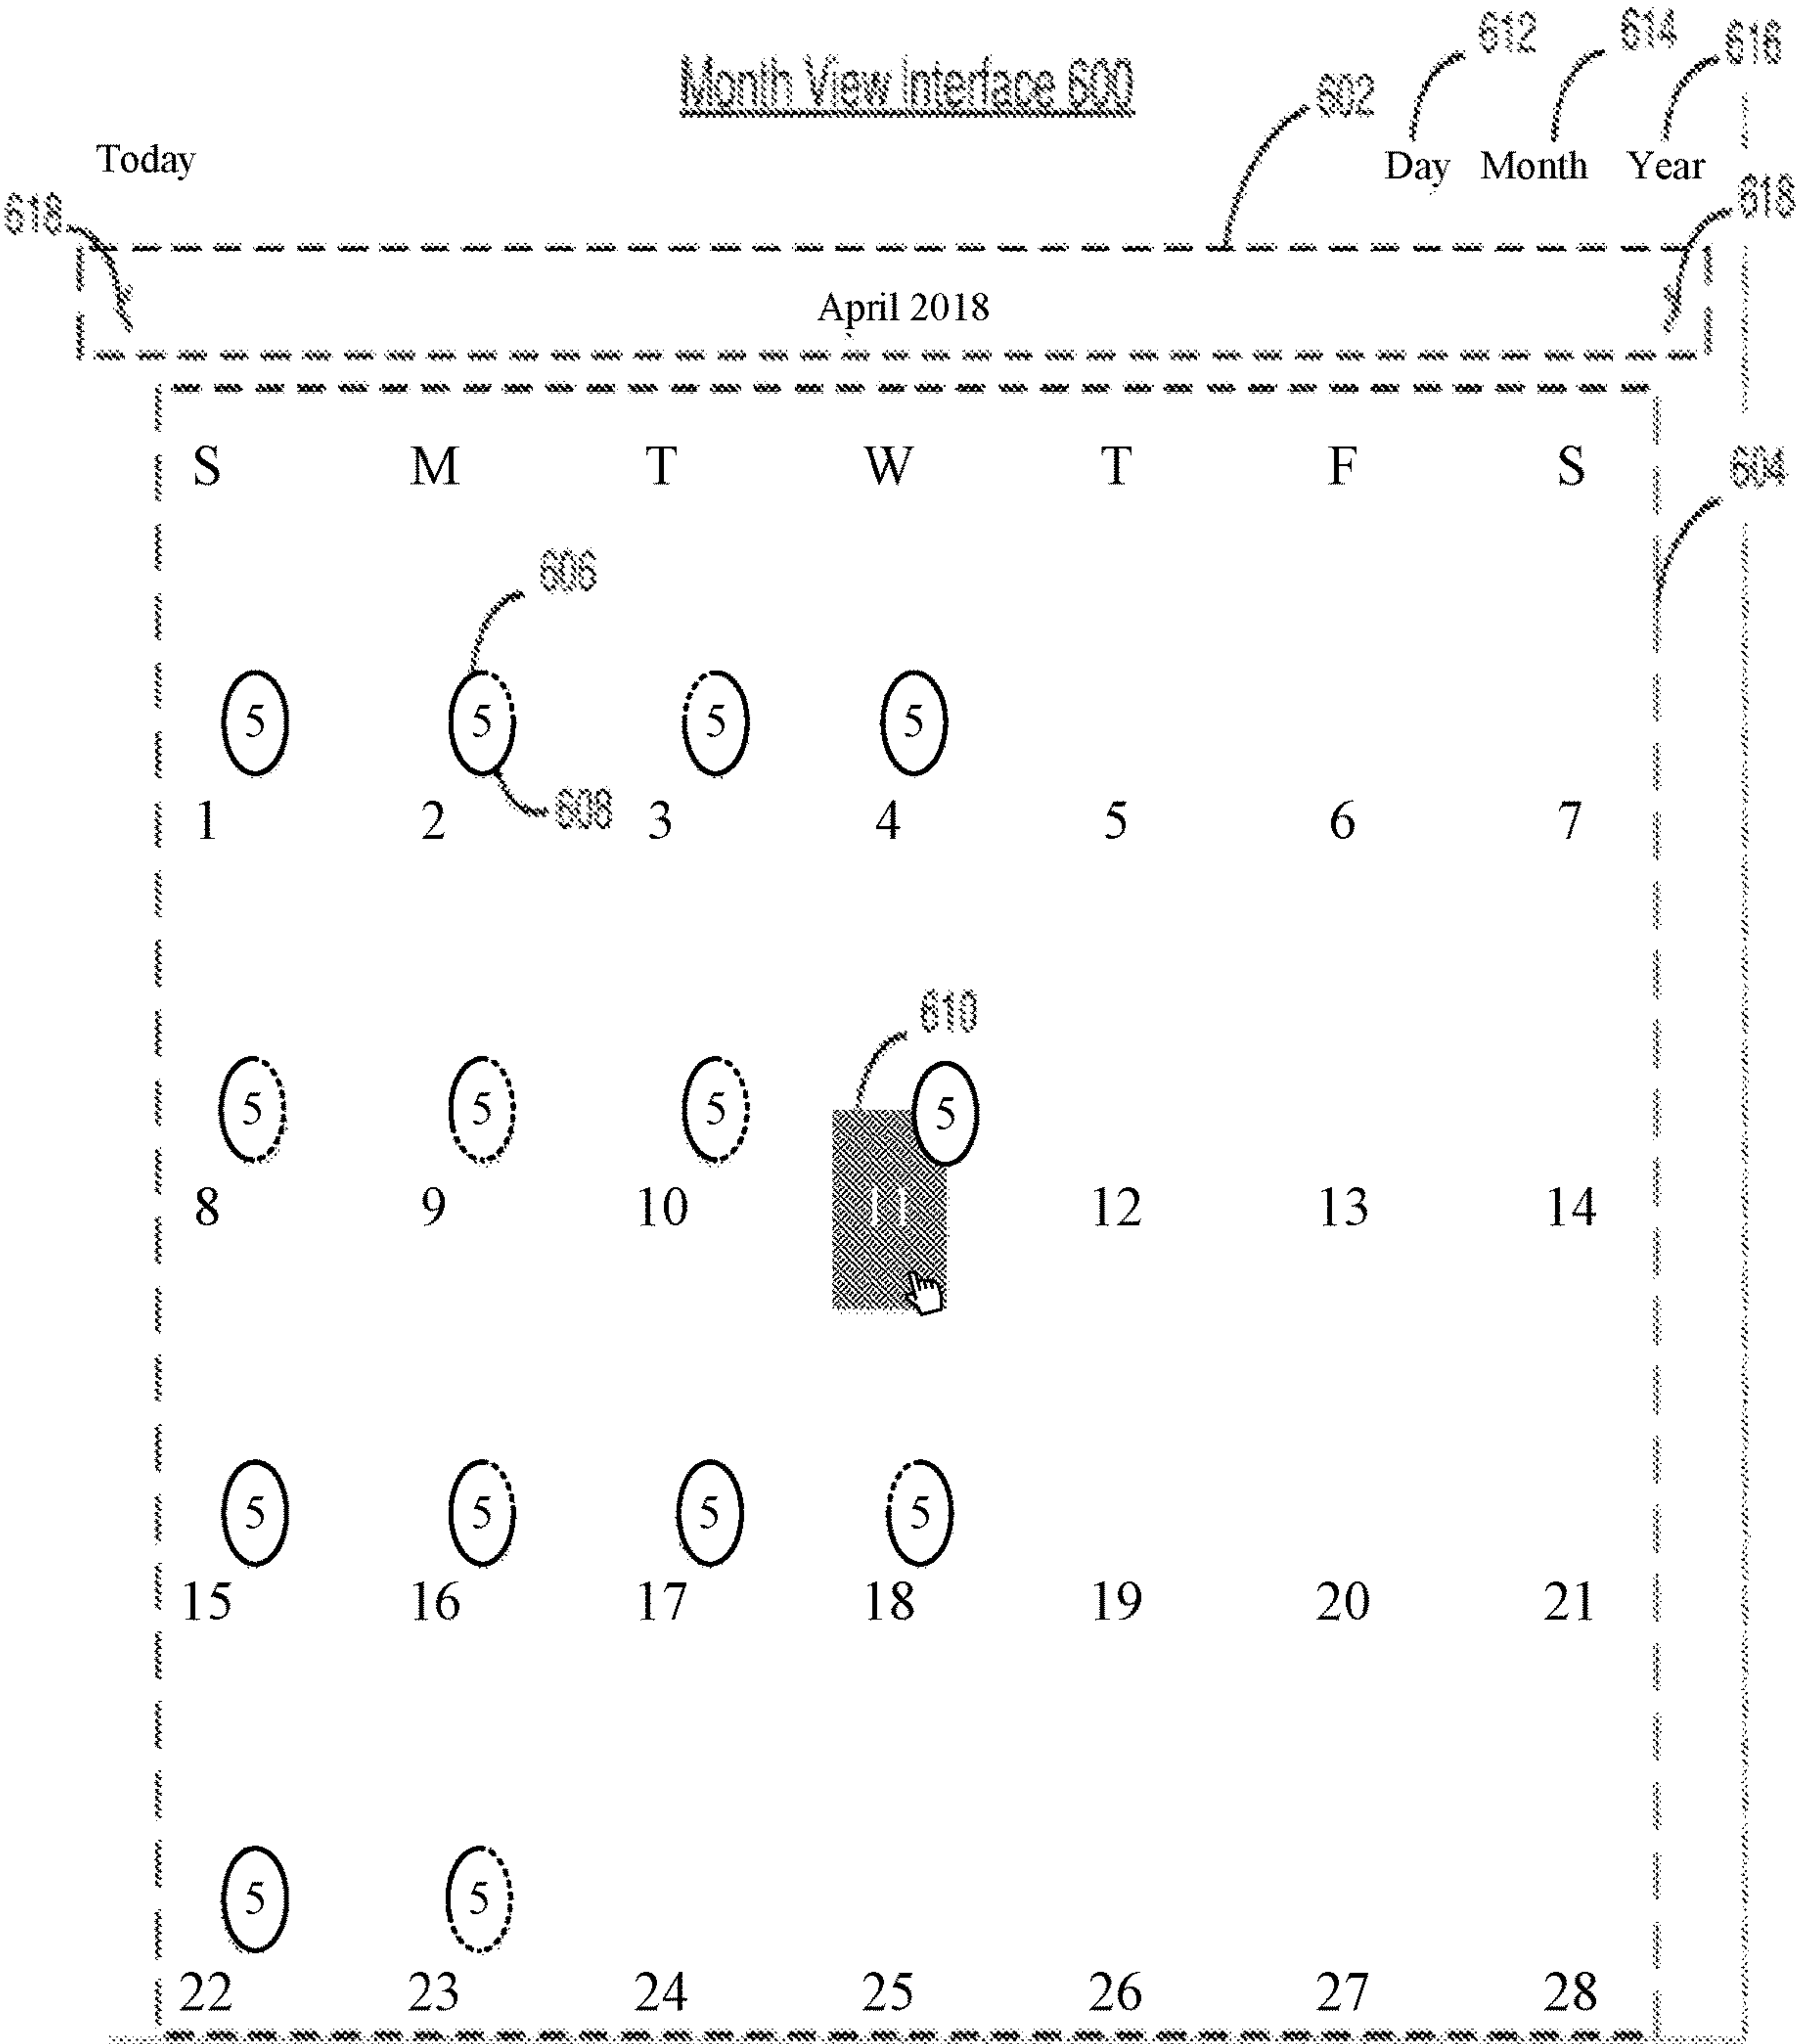 612 614 616
Month View Interface 600
602
Today Day Month Year
618 618
April 2018
S M T W T F S
604
606
5 5 5 5
608
1 2 3 4 5 6 7
610
5 5 5 5
8 9 10 11 12 13 14
5 5 5 5
15 16 17 18 19 20 21
5 5
22 23 24 25 26 27 28